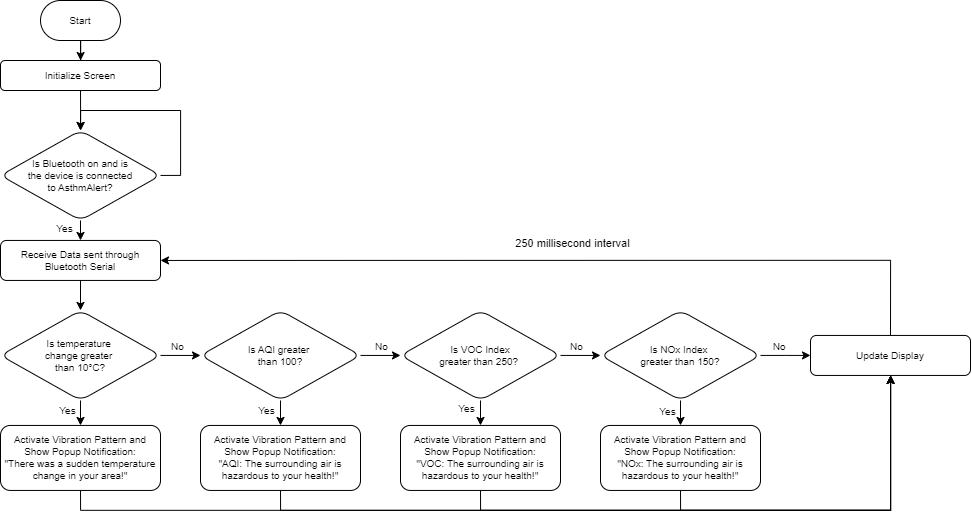 Start
Initialize Screen
Is Bluetooth on and is
the device is connected
to AsthmAlert?
Yes
250 millisecond interval
Receive Data sent through
Bluetooth Serial
Is temperature
change greater
than 10°C?
No
Is AQI greater
than 100?
No
Is VOC Index
greater than 250?
No
Is NOx Index
greater than 150?
No
Update Display
Yes
Yes
Yes
Yes
Activate Vibration Pattern and
Show Popup Notification:
"There was a sudden temperature
change in your area!"
Activate Vibration Pattern and
Show Popup Notification:
"AQI: The surrounding air is
hazardous to your health!"
Activate Vibration Pattern and
Show Popup Notification:
"VOC: The surrounding air is
hazardous to your health!"
Activate Vibration Pattern and
Show Popup Notification:
"NOx: The surrounding air is
hazardous to your health!"